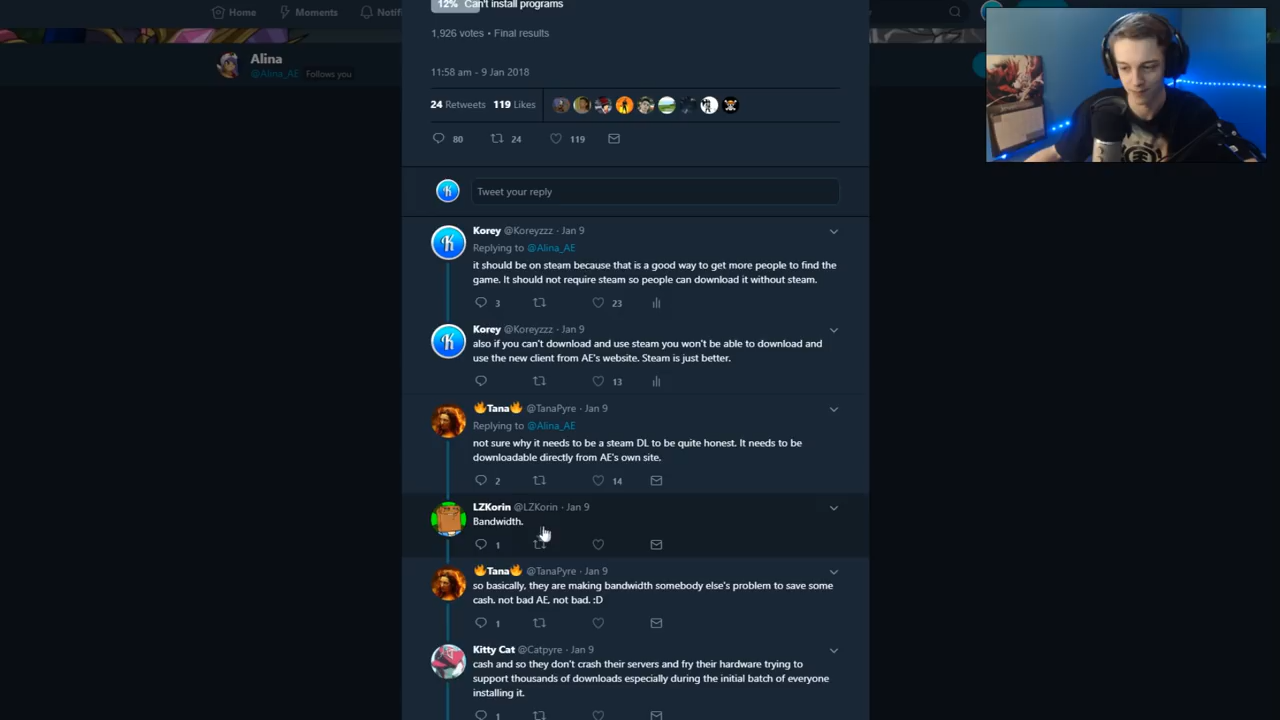 12% Can't install programs
Home Moments Notifi
1,926 votes • Final results
Alina
@Alina_AE Follows you
11:58 am - 9 Jan 2018
24 Retweets 119 Likes
80 24 119
Tweet your reply
Korey @Koreyzzz · Jan 9
Replying to @Alina_AE
it should be on steam because that is a good way to get more people to find the
game. It should not require steam so people can download it without steam.
3 23
Korey @Koreyzzz · Jan 9
also if you can't download and use steam you won't be able to download and
use the new client from AE's website. Steam is just better.
13
🔥Tana🔥 @TanaPyre · Jan 9
Replying to @Alina_AE
not sure why it needs to be a steam DL to be quite honest. It needs to be
downloadable directly from AE's own site.
2 14
LZKorin @LZKorin · Jan 9
Bandwidth.
1
🔥Tana🔥 @TanaPyre · Jan 9
so basically, they are making bandwidth somebody else's problem to save some
cash. not bad AE, not bad. :D
1
Kitty Cat @Catpyre · Jan 9
cash and so they don't crash their servers and fry their hardware trying to
support thousands of downloads especially during the initial batch of everyone
installing it.
1